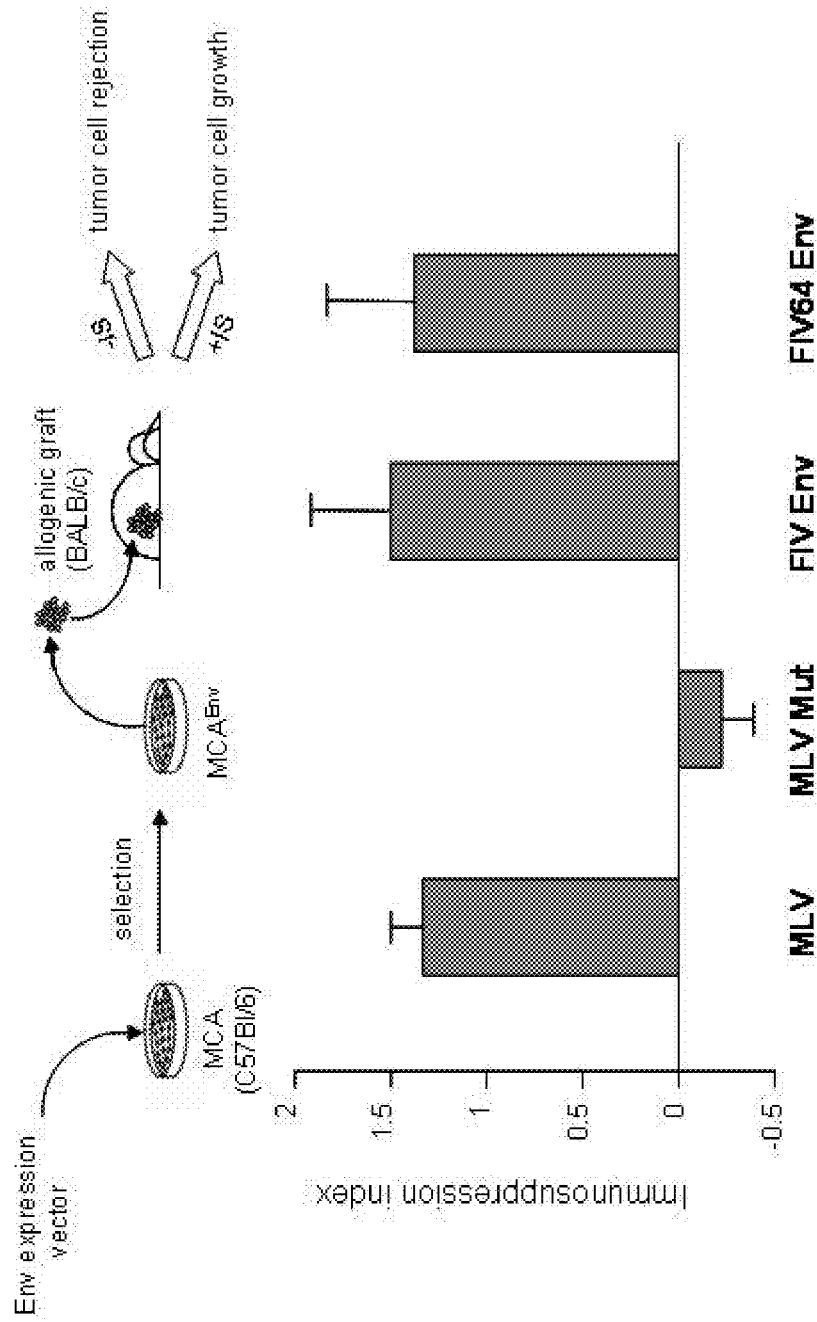 Env expression
vector
MCA
(C57Bl/6)
selection
MCA^Env
allogenic graft
(BALB/c)
-IS
tumor cell rejection
+IS
tumor cell growth
Immunosuppression index
2
1.5
1
0.5
0
-0.5
MLV
MLV Mut
FIV Env
FIV64 Env